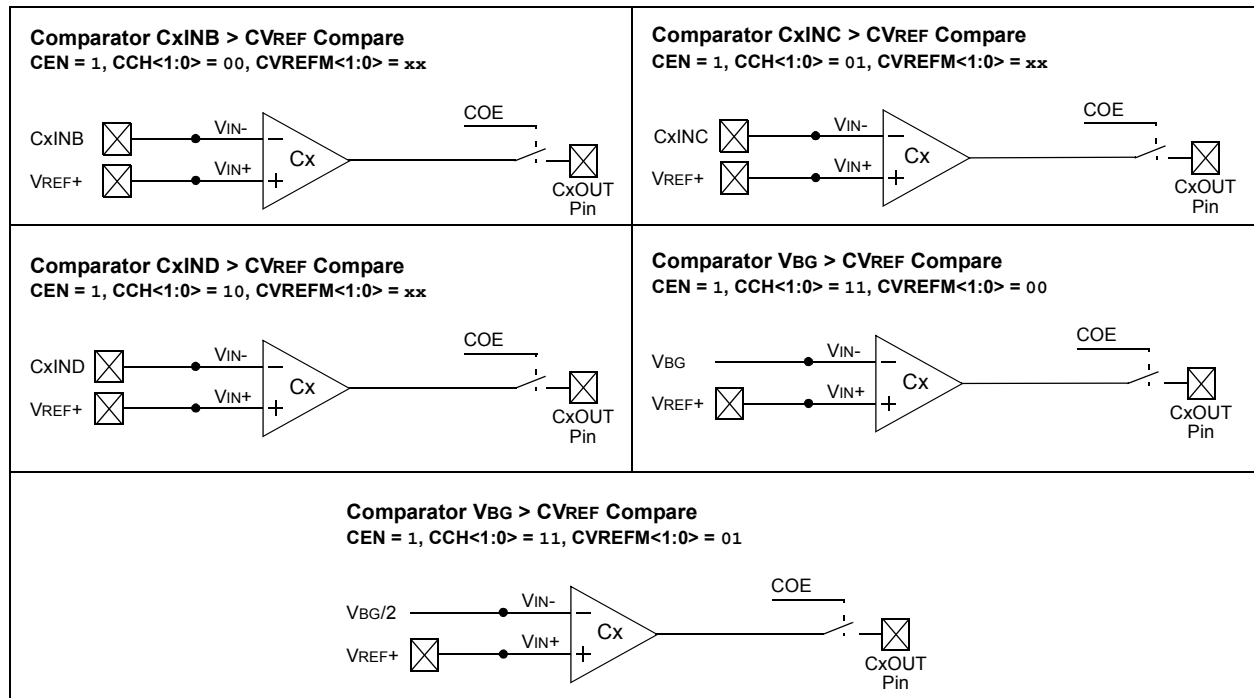 Comparator CxINB > CVREF Compare
CEN = 1, CCH<1:0> = 00, CVREFM<1:0> = xx
COE
CxINB
VIN-
VREF+
VIN+
Cx
CxOUT
Pin
Comparator CxINC > CVREF Compare
CEN = 1, CCH<1:0> = 01, CVREFM<1:0> = xx
COE
CxINC
VIN-
VREF+
VIN+
Cx
CxOUT
Pin
Comparator CxIND > CVREF Compare
CEN = 1, CCH<1:0> = 10, CVREFM<1:0> = xx
COE
CxIND
VIN-
VREF+
VIN+
Cx
CxOUT
Pin
Comparator VBG > CVREF Compare
CEN = 1, CCH<1:0> = 11, CVREFM<1:0> = 00
COE
VBG
VIN-
VREF+
VIN+
Cx
CxOUT
Pin
Comparator VBG > CVREF Compare
CEN = 1, CCH<1:0> = 11, CVREFM<1:0> = 01
COE
VBG/2
VIN-
VREF+
VIN+
Cx
CxOUT
Pin